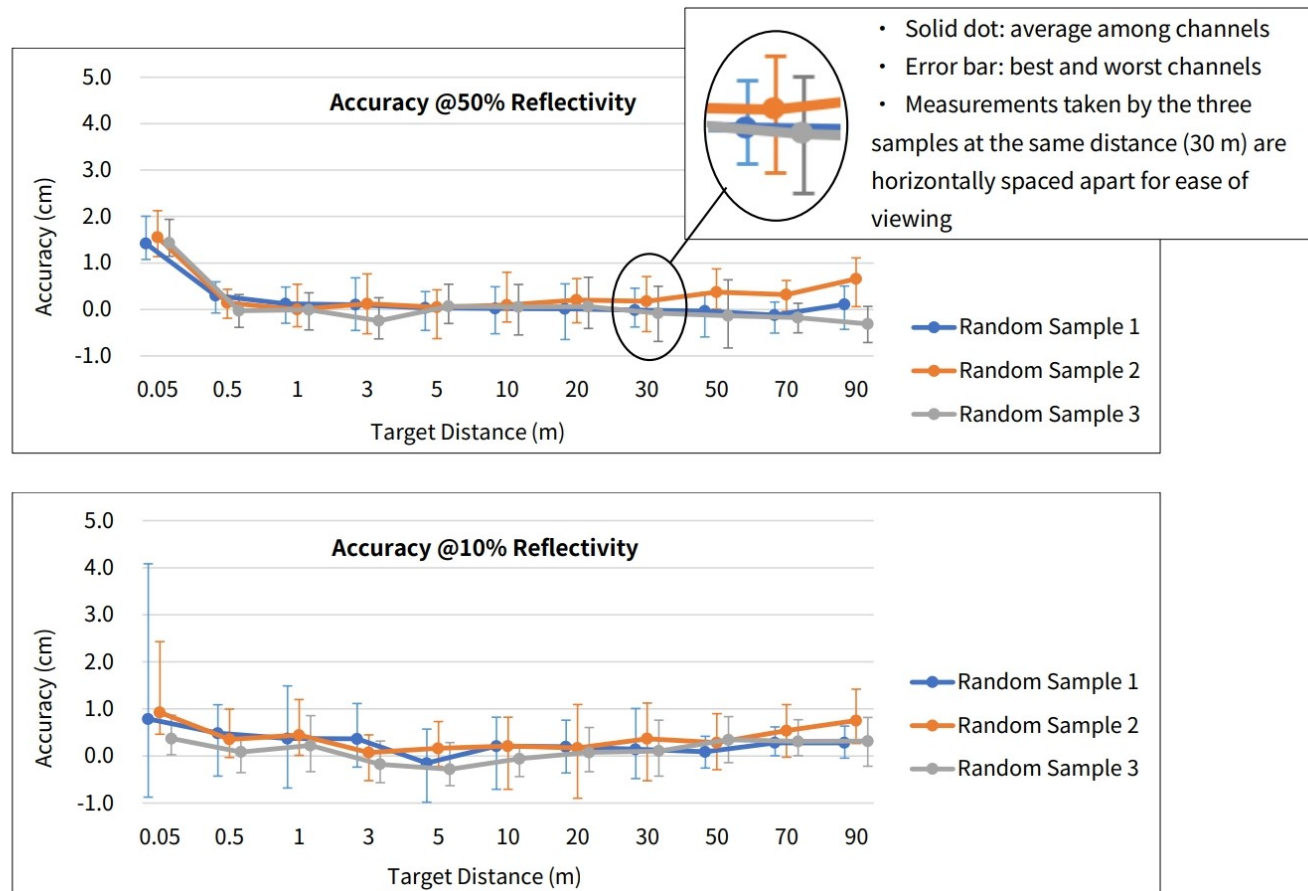 · Solid dot: average among channels
· Error bar: best and worst channels
· Measurements taken by the three
samples at the same distance (30 m) are
horizontally spaced apart for ease of
viewing
Accuracy @50% Reflectivity
Accuracy (cm)
5.0
4.0
3.0
2.0
1.0
0.0
-1.0
0.05 0.5 1 3 5 10 20 30 50 70 90
Target Distance (m)
Random Sample 1
Random Sample 2
Random Sample 3
Accuracy @10% Reflectivity
Accuracy (cm)
5.0
4.0
3.0
2.0
1.0
0.0
-1.0
0.05 0.5 1 3 5 10 20 30 50 70 90
Target Distance (m)
Random Sample 1
Random Sample 2
Random Sample 3